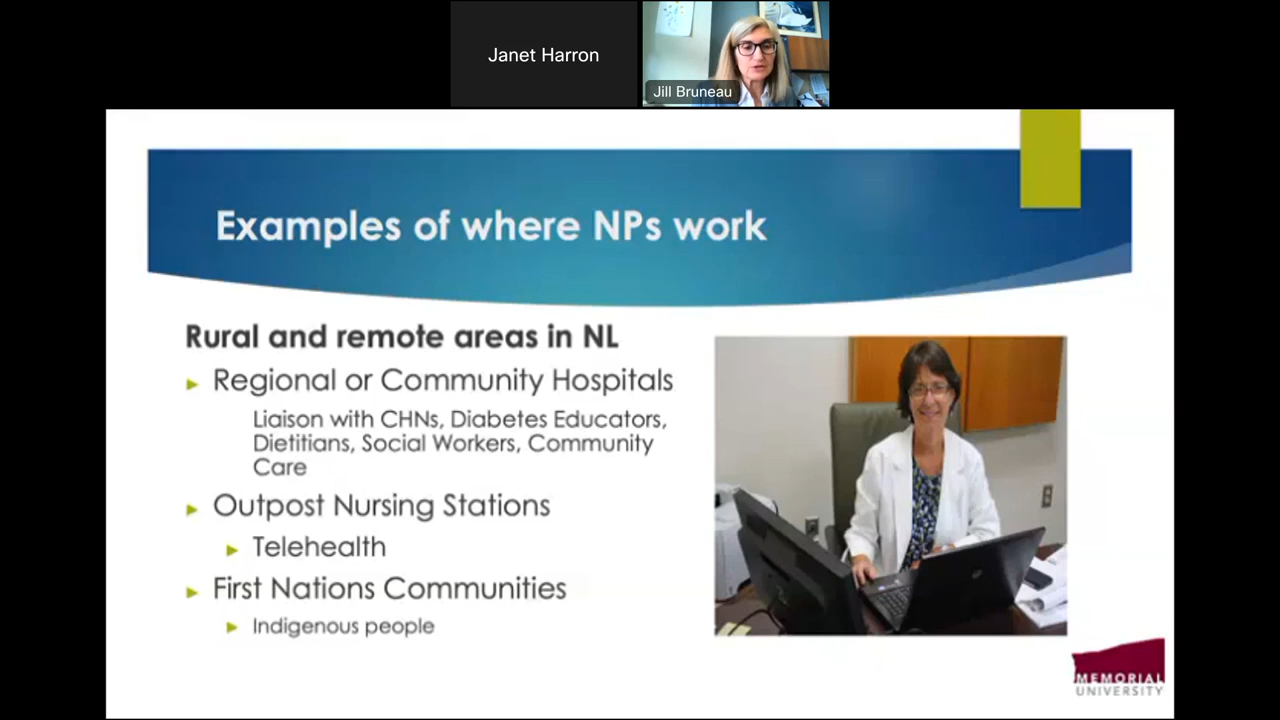 Janet Harron
Jill Bruneau
Examples of where NPs work
Rural and remote areas in NL
Regional or Community Hospitals
Liaison with CHNs, Diabetes Educators,
Dietitians, Social Workers, Community
Care
Outpost Nursing Stations
Telehealth
First Nations Communities
Indigenous people
MEMORIAL
UNIVERSITY